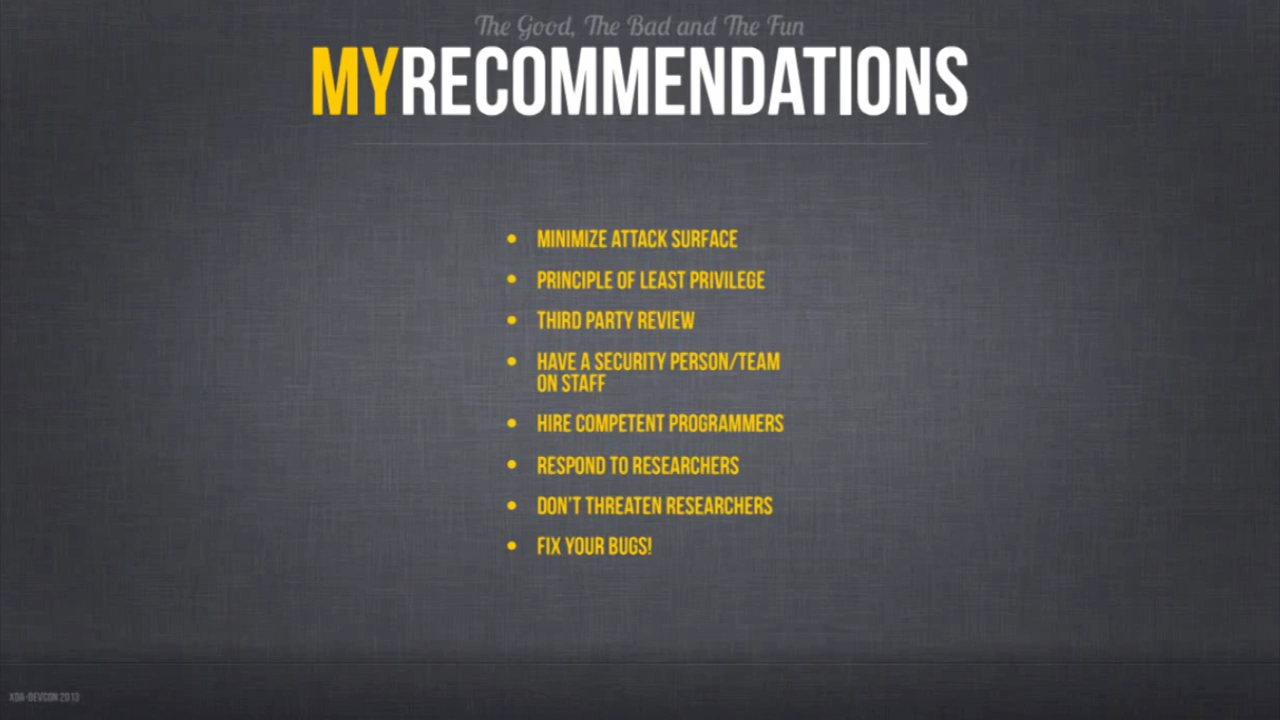 The Good, The Bad and The Fun
MYRECOMMENDATIONS
• MINIMIZE ATTACK SURFACE
• PRINCIPLE OF LEAST PRIVILEGE
• THIRD PARTY REVIEW
• HAVE A SECURITY PERSON/TEAM
ON STAFF
• HIRE COMPETENT PROGRAMMERS
• RESPOND TO RESEARCHERS
• DON'T THREATEN RESEARCHERS
• FIX YOUR BUGS!
XDA-DEVCON 2013